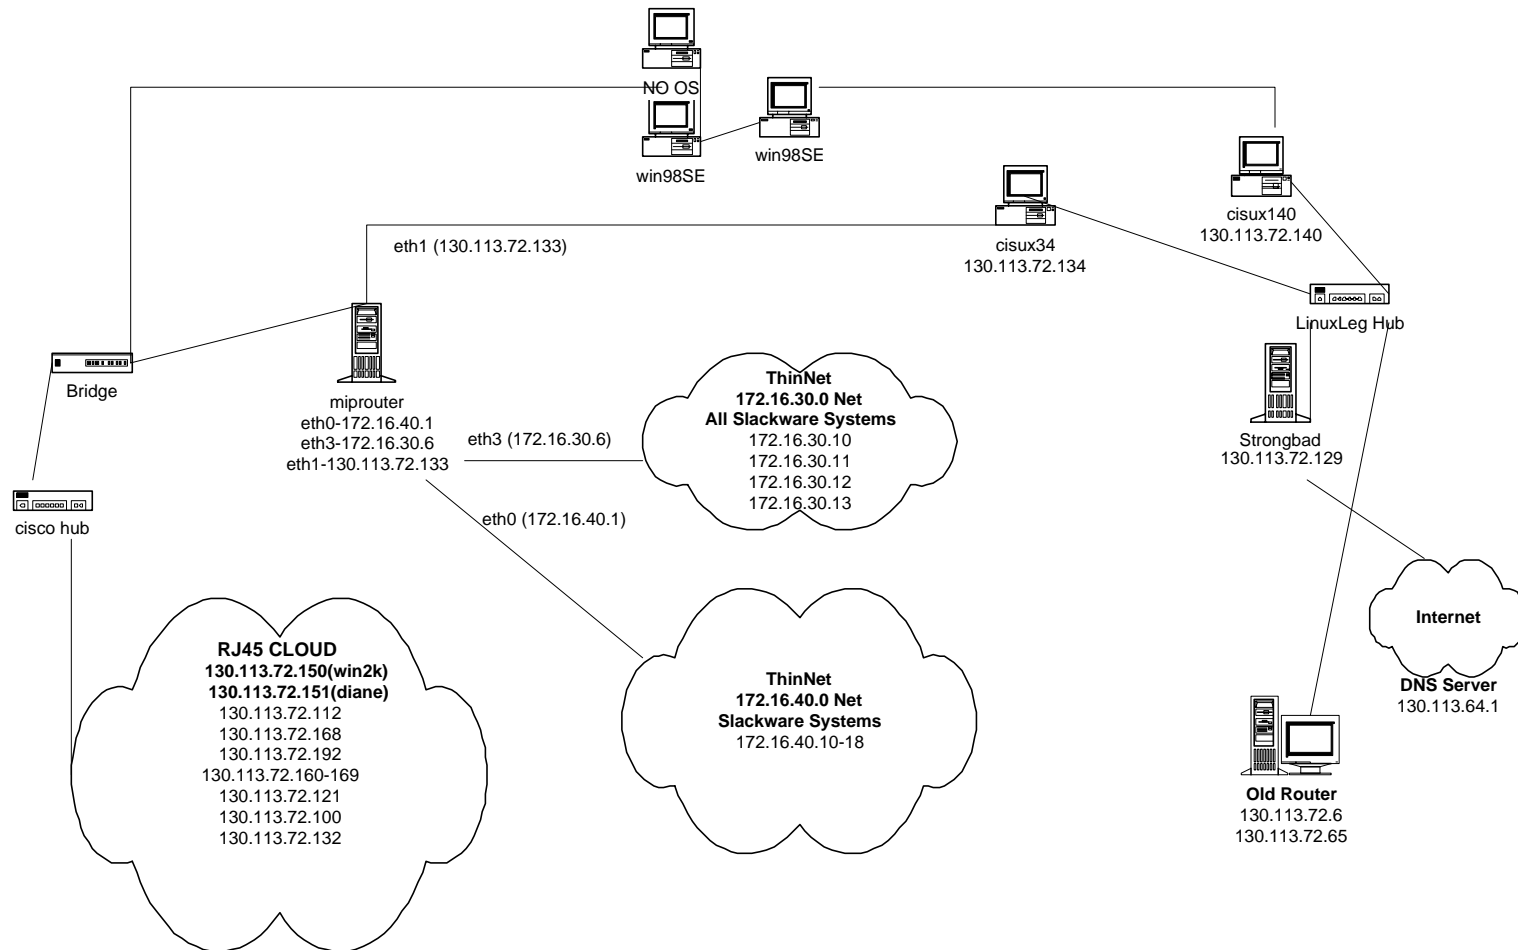 NO OS
win98SE
win98SE
cisux140
130.113.72.140
cisux34
130.113.72.134
eth1 (130.113.72.133)
LinuxLeg Hub
Bridge
miprouter
eth0-172.16.40.1
eth3-172.16.30.6
eth1-130.113.72.133
eth3 (172.16.30.6)
eth0 (172.16.40.1)
ThinNet
172.16.30.0 Net
All Slackware Systems
172.16.30.10
172.16.30.11
172.16.30.12
172.16.30.13
Strongbad
130.113.72.129
cisco hub
Internet
DNS Server
130.113.64.1
RJ45 CLOUD
130.113.72.150(win2k)
130.113.72.151(diane)
130.113.72.112
130.113.72.168
130.113.72.192
130.113.72.160-169
130.113.72.121
130.113.72.100
130.113.72.132
ThinNet
172.16.40.0 Net
Slackware Systems
172.16.40.10-18
Old Router
130.113.72.6
130.113.72.65